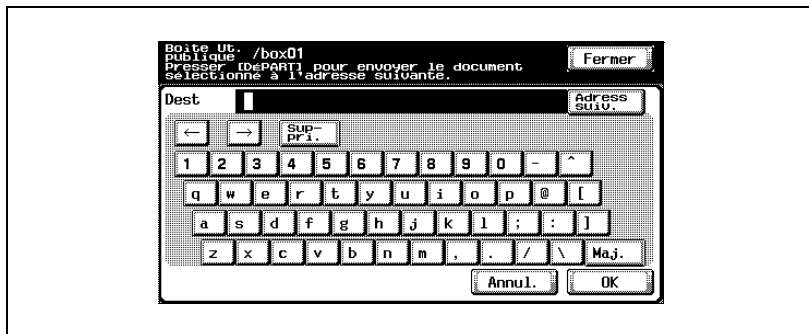 Boîte Ut.
publique /box01
Presser [DéPART] pour envoyer le document
sélectionné à l'adresse suivante.
Fermer
Dest
Adress
suiv.
← → Sup-
pri.
1 2 3 4 5 6 7 8 9 0 - ^
q w e r t y u i o p @ [
a s d f g h j k l ; : ]
z x c v b n m , . / \ Maj.
Annul. OK